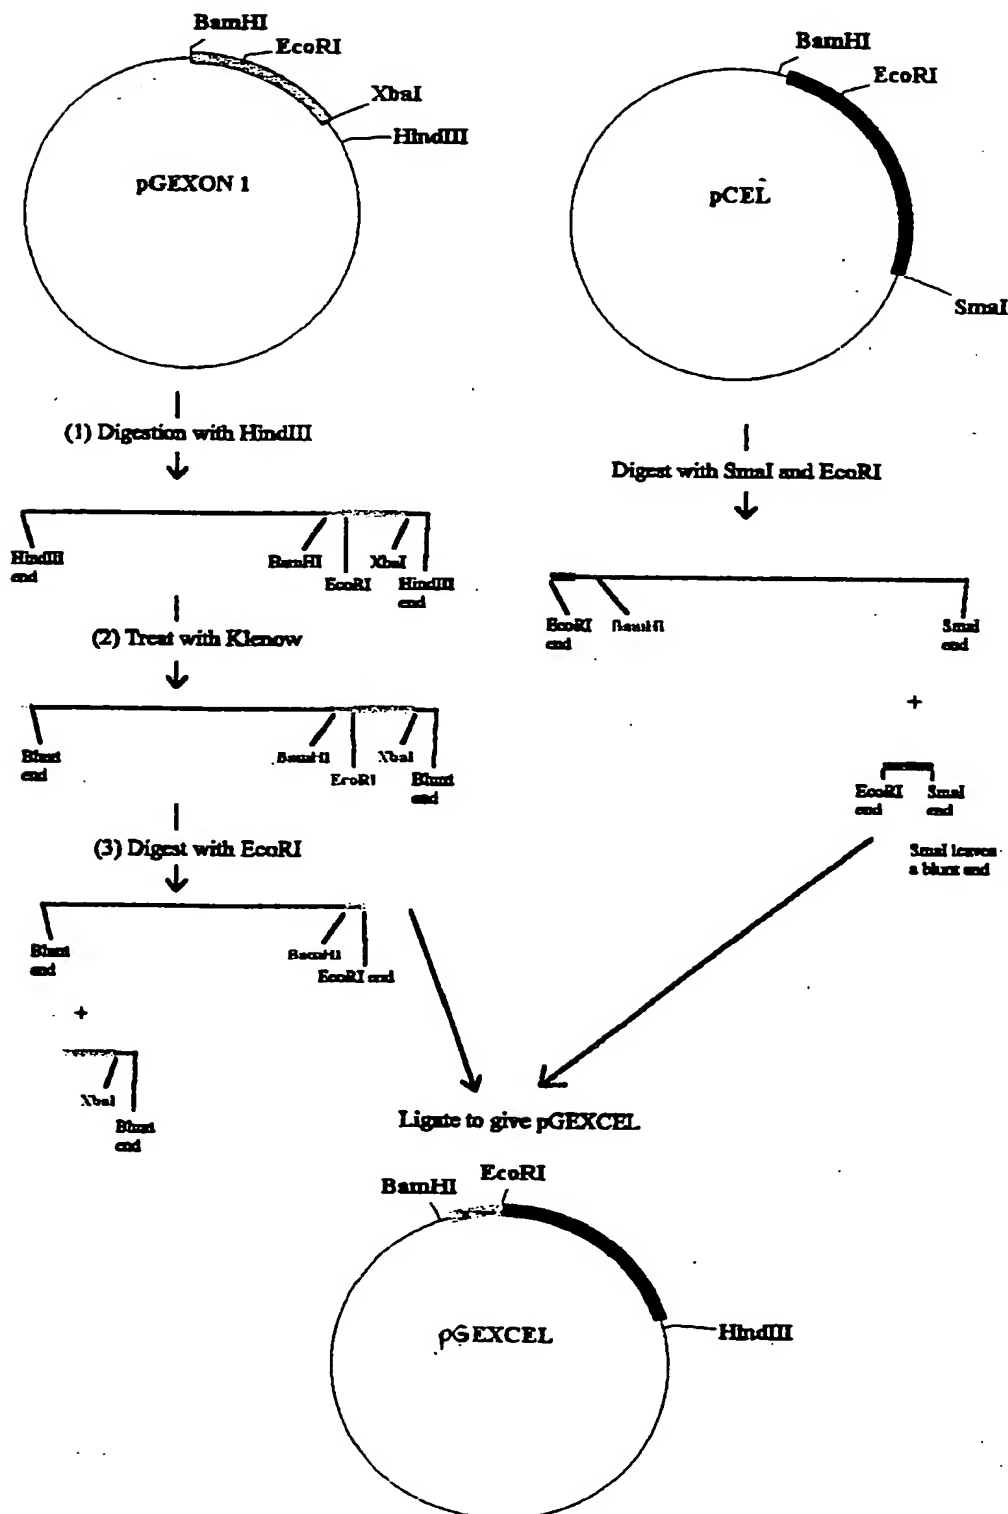 BamHI
EcoRI
XbaI
HindIII
pGEXON 1
BamHI
EcoRI
pCEL
SmaI
(1) Digestion with HindIII
Digest with SmaI and EcoRI
HindIII
end
BamHI
EcoRI
XbaI
HindIII
end
(2) Treat with Klenow
EcoRI
end
BamHI
SmaI
end
+
Blunt
end
BamHI
EcoRI
XbaI
Blunt
end
EcoRI
end
SmaI
end
SmaI leaves
a blunt end
(3) Digest with EcoRI
Blunt
end
BamHI
EcoRI end
+
XbaI
Blunt
end
Ligate to give pGEXCEL
BamHI
EcoRI
pGEXCEL
HindIII